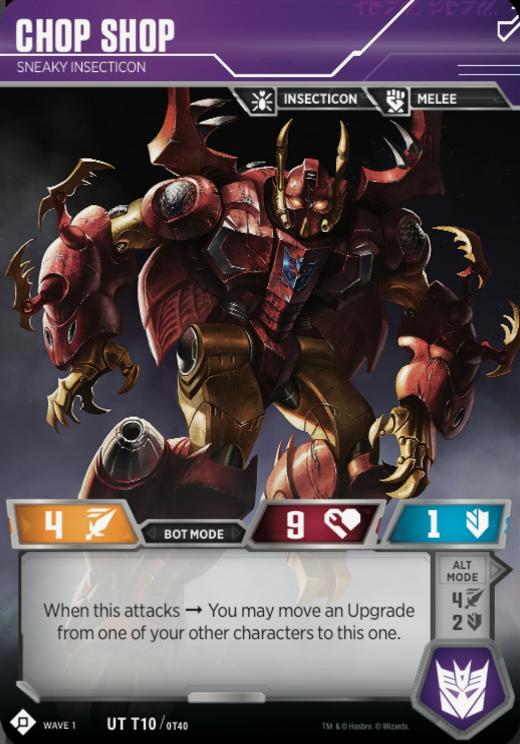 CHOP SHOP
SNEAKY INSECTICON
INSECTICON MELEE
4 BOT MODE 9 1
ALT
MODE
4
2
When this attacks → You may move an Upgrade
from one of your other characters to this one.
WAVE 1 UT T10/0T40 TM & © Hasbro. © Wizards.